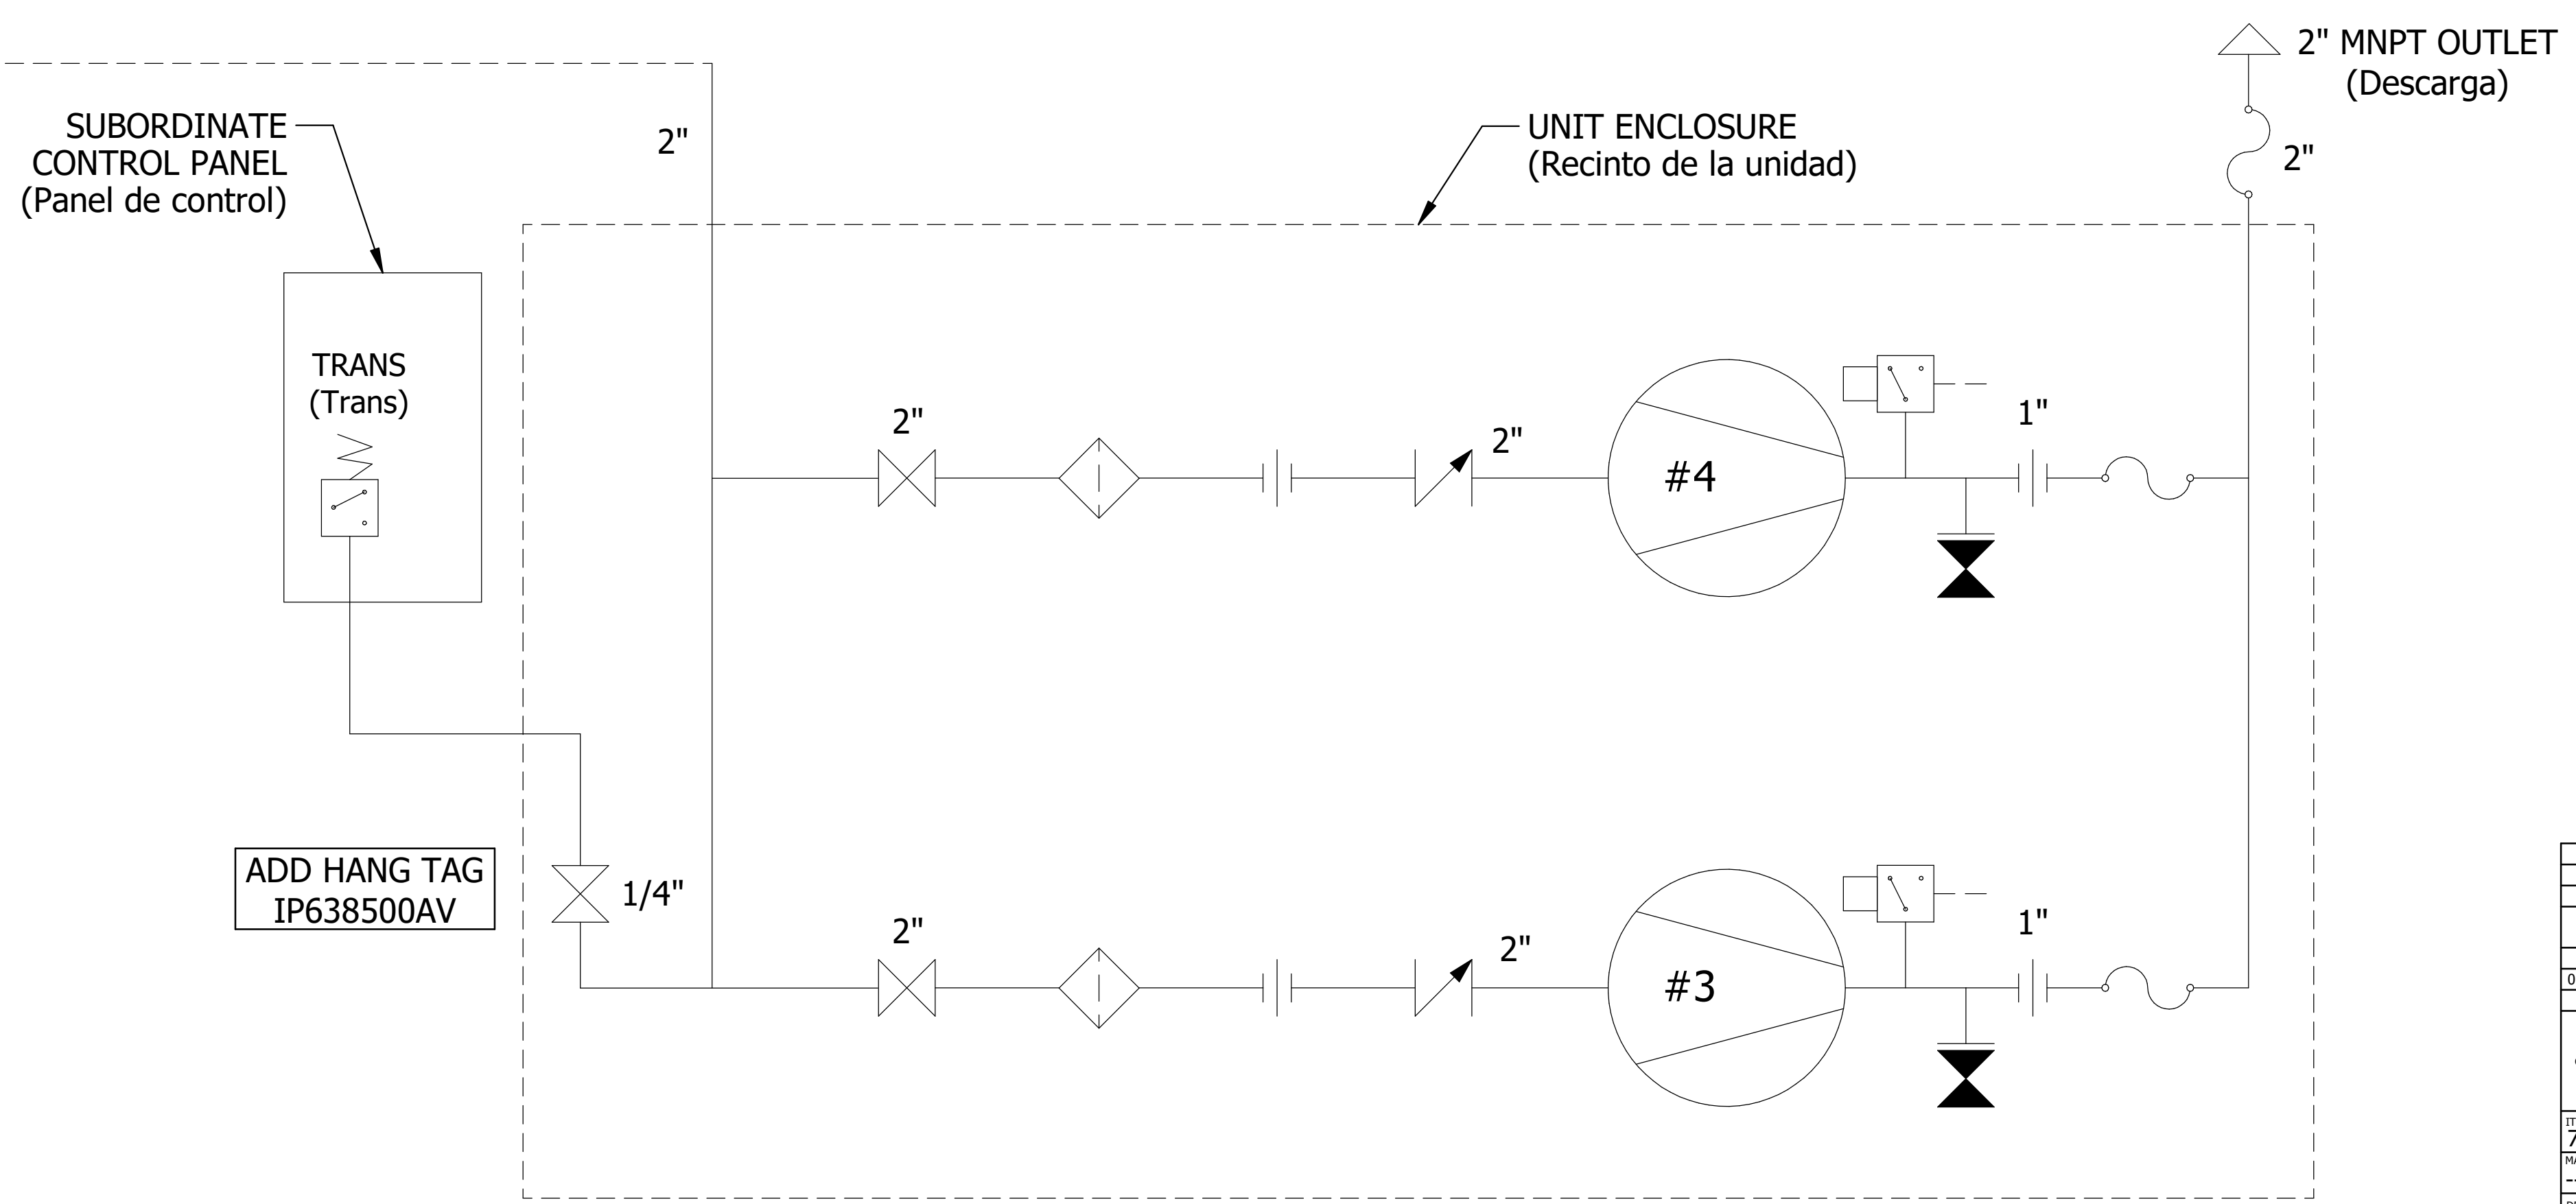 2" MNPT OUTLET
(Descarga)
2"
SUBORDINATE
CONTROL PANEL
(Panel de control)
2"
UNIT ENCLOSURE
(Recinto de la unidad)
TRANS
(Trans)
2"
2"
#4
1"
ADD HANG TAG
IP638500AV
1/4"
2"
2"
#3
1"